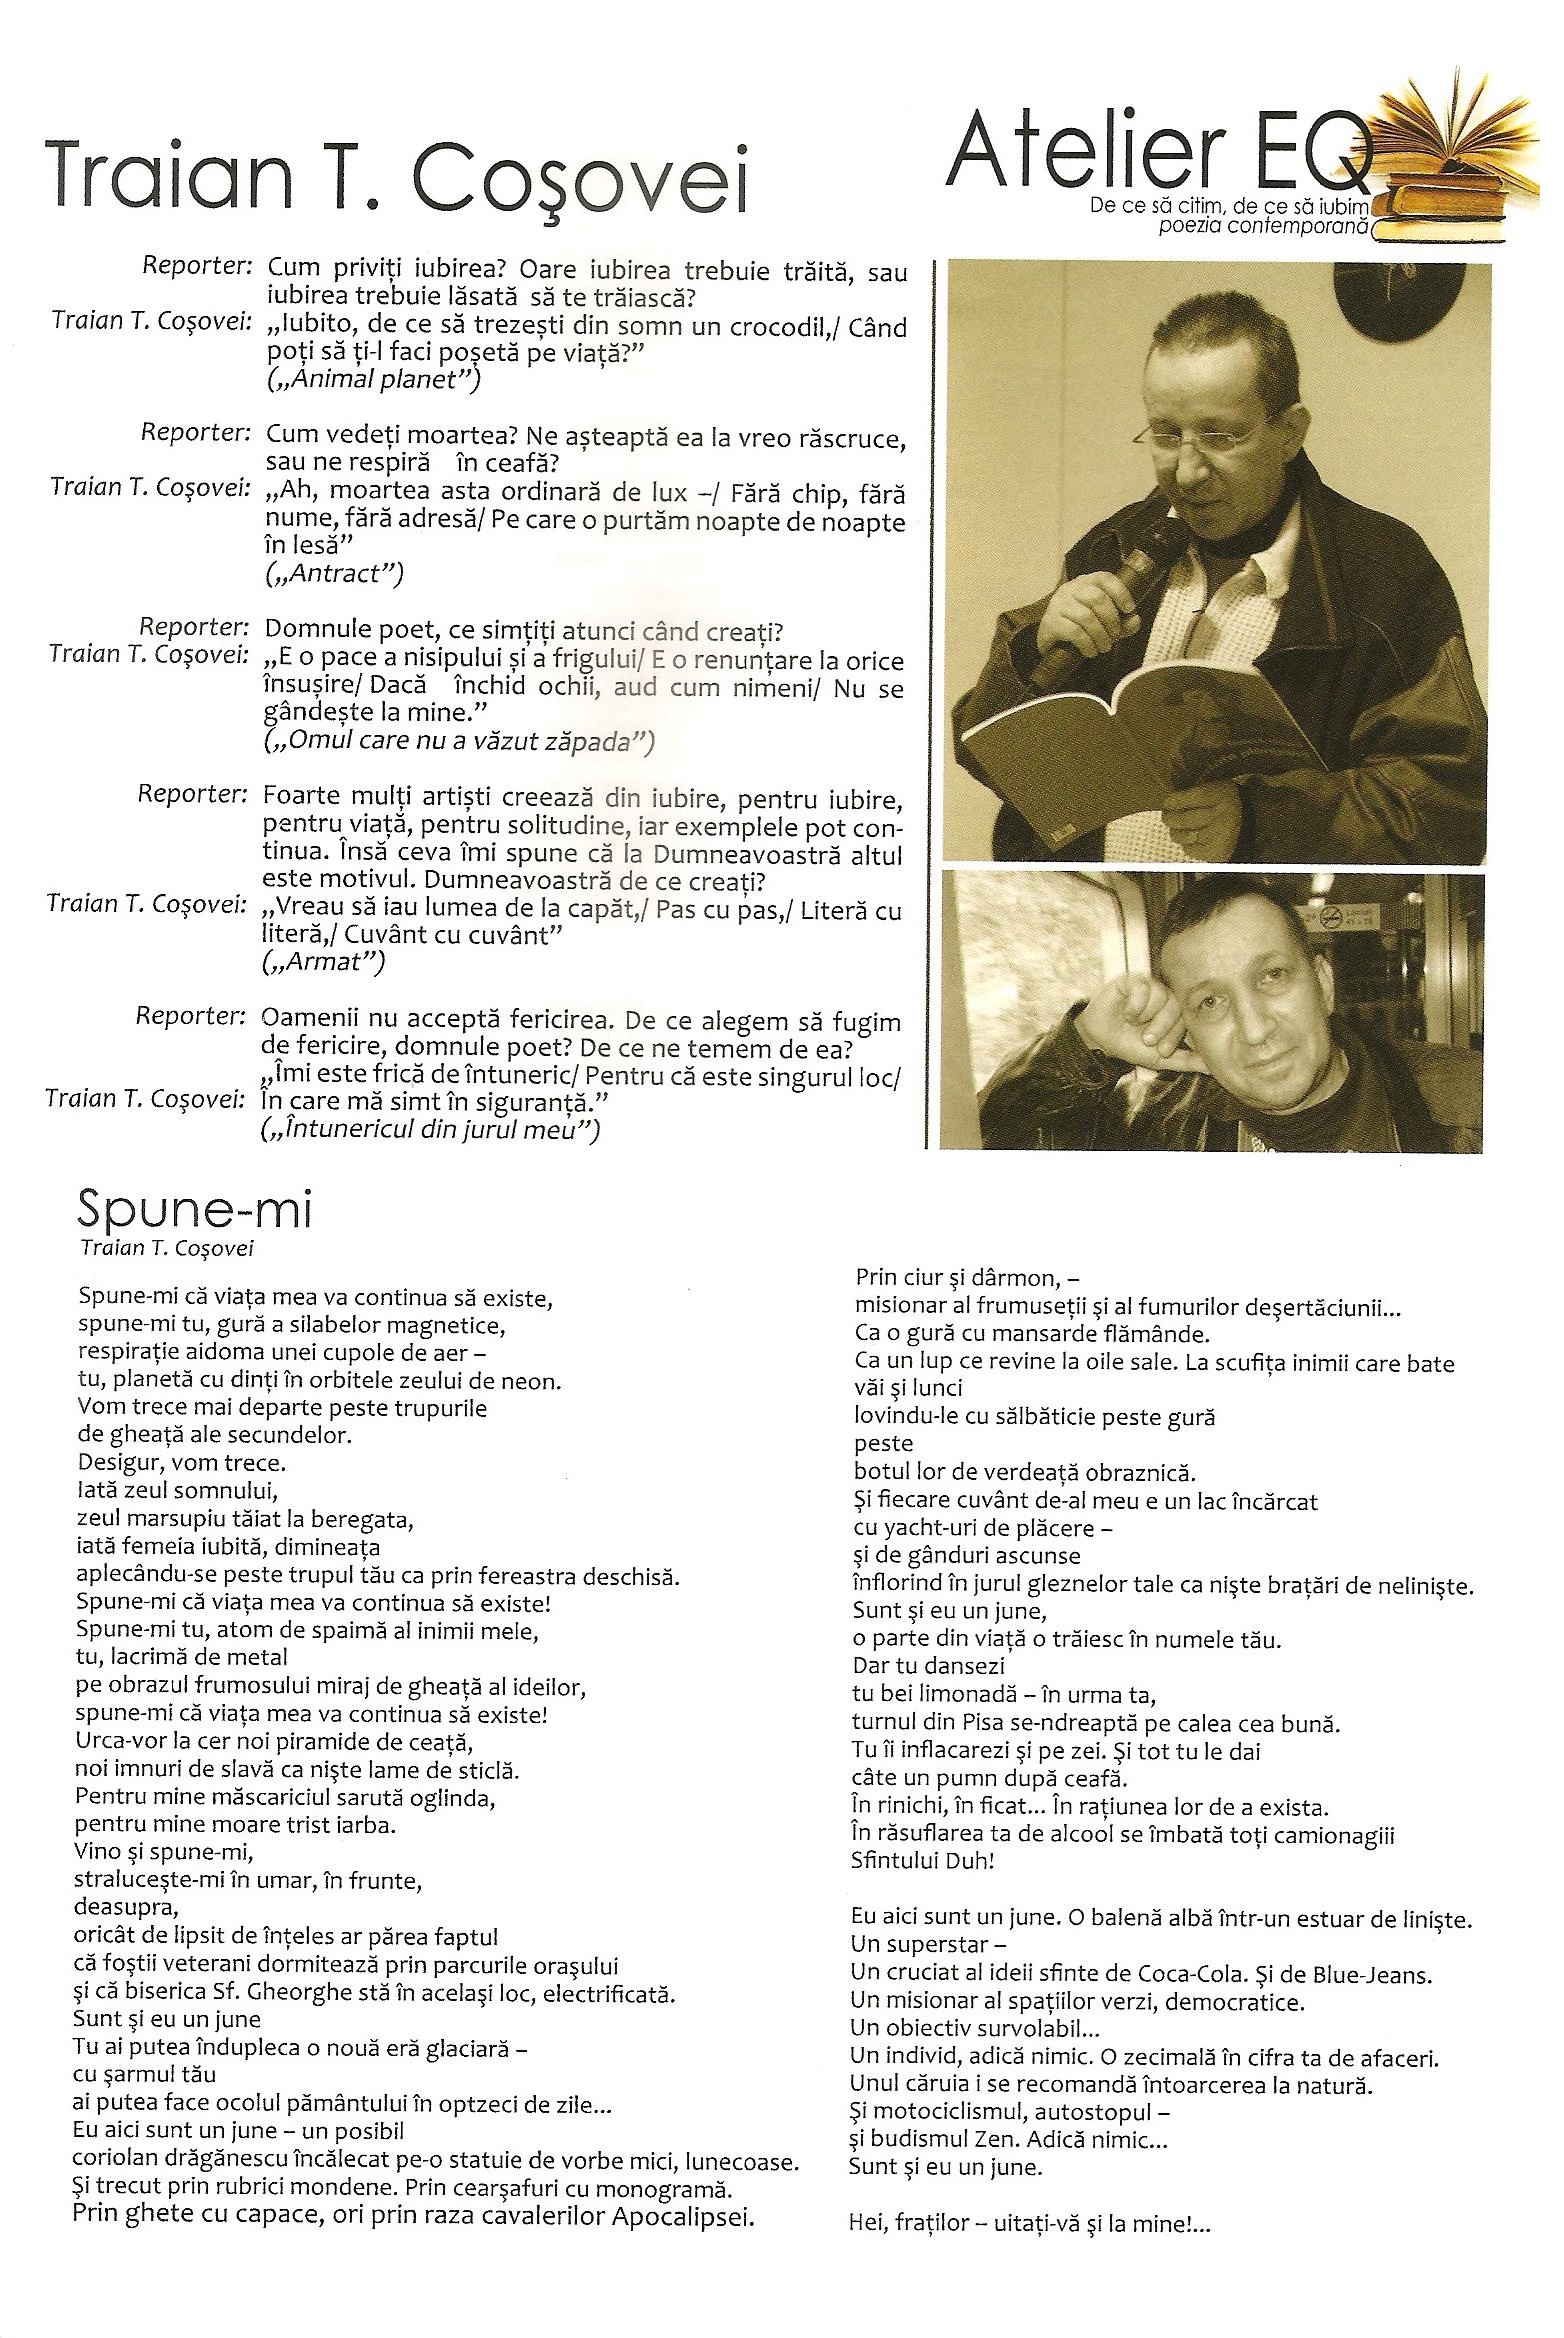 Traian T. Coşovei
Atelier EQ
De ce să citim, de ce să iubim
poezia contemporană
Reporter: Cum priviți iubirea? Oare iubirea trebuie trăită, sau
iubirea trebuie lăsată să te trăiască?
Traian T. Coşovei: „Iubito, de ce să trezești din somn un crocodil,/ Când
poți să ți-l faci poșetă pe viață?”
(„Animal planet”)
Reporter: Cum vedeți moartea? Ne așteaptă ea la vreo răscruce,
sau ne respiră în ceafă?
Traian T. Coşovei: „Ah, moartea asta ordinară de lux –/ Fără chip, fără
nume, fără adresă/ Pe care o purtăm noapte de noapte
în lesă”
(„Antract”)
Reporter: Domnule poet, ce simțiți atunci când creați?
Traian T. Coşovei: „E o pace a nisipului și a frigului/ E o renunțare la orice
însușire/ Dacă închid ochii, aud cum nimeni/ Nu se
gândește la mine.”
(„Omul care nu a văzut zăpada”)
Reporter: Foarte mulți artiști creează din iubire, pentru iubire,
pentru viață, pentru solitudine, iar exemplele pot con-
tinua. Însă ceva îmi spune că la Dumneavoastră altul
este motivul. Dumneavoastră de ce creați?
Traian T. Coşovei: „Vreau să iau lumea de la capăt,/ Pas cu pas,/ Literă cu
literă,/ Cuvânt cu cuvânt”
(„Armat”)
Reporter: Oamenii nu acceptă fericirea. De ce alegem să fugim
de fericire, domnule poet? De ce ne temem de ea?
„Îmi este frică de întuneric/ Pentru că este singurul loc/
Traian T. Coşovei: În care mă simt în siguranță.”
(„Întunericul din jurul meu”)
Spune-mi
Traian T. Coşovei
Spune-mi că viața mea va continua să existe,
spune-mi tu, gură a silabelor magnetice,
respirație aidoma unei cupole de aer –
tu, planetă cu dinți în orbitele zeului de neon.
Vom trece mai departe peste trupurile
de gheață ale secundelor.
Desigur, vom trece.
Iată zeul somnului,
zeul marsupiu tăiat la beregata,
iată femeia iubită, dimineața
aplecându-se peste trupul tău ca prin fereastra deschisă.
Spune-mi că viața mea va continua să existe!
Spune-mi tu, atom de spaimă al inimii mele,
tu, lacrimă de metal
pe obrazul frumosului miraj de gheață al ideilor,
spune-mi că viața mea va continua să existe!
Urca-vor la cer noi piramide de ceață,
noi imnuri de slavă ca nişte lame de sticlă.
Pentru mine măscariciul sarută oglinda,
pentru mine moare trist iarba.
Vino şi spune-mi,
straluceşte-mi în umar, în frunte,
deasupra,
oricât de lipsit de înțeles ar părea faptul
că foştii veterani dormitează prin parcurile oraşului
şi că biserica Sf. Gheorghe stă în acelaşi loc, electrificată.
Sunt şi eu un june
Tu ai putea îndupleca o nouă eră glaciară –
cu şarmul tău
ai putea face ocolul pământului în optzeci de zile...
Eu aici sunt un june – un posibil
coriolan drăgănescu încălecat pe-o statuie de vorbe mici, lunecoase.
Şi trecut prin rubrici mondene. Prin cearşafuri cu monogramă.
Prin ghete cu capace, ori prin raza cavalerilor Apocalipsei.
Prin ciur şi dârmon, –
misionar al frumuseții şi al fumurilor deşertăciunii...
Ca o gură cu mansarde flămânde.
Ca un lup ce revine la oile sale. La scufița inimii care bate
văi şi lunci
lovindu-le cu sălbăticie peste gură
peste
botul lor de verdeață obraznică.
Şi fiecare cuvânt de-al meu e un lac încărcat
cu yacht-uri de plăcere –
şi de gânduri ascunse
înflorind în jurul gleznelor tale ca nişte brațări de nelinişte.
Sunt şi eu un june,
o parte din viață o trăiesc în numele tău.
Dar tu dansezi
tu bei limonadă – în urma ta,
turnul din Pisa se-ndreaptă pe calea cea bună.
Tu îi inflacarezi şi pe zei. Şi tot tu le dai
câte un pumn după ceafă.
În rinichi, în ficat... În rațiunea lor de a exista.
În răsuflarea ta de alcool se îmbată toți camionagiii
Sfintului Duh!
Eu aici sunt un june. O balenă albă într-un estuar de linişte.
Un superstar –
Un cruciat al ideii sfinte de Coca-Cola. Şi de Blue-Jeans.
Un misionar al spațiilor verzi, democratice.
Un obiectiv survolabil...
Un individ, adică nimic. O zecimală în cifra ta de afaceri.
Unul căruia i se recomandă întoarcerea la natură.
Şi motociclismul, autostopul –
şi budismul Zen. Adică nimic...
Sunt şi eu un june.
Hei, fraților – uitați-vă şi la mine!...